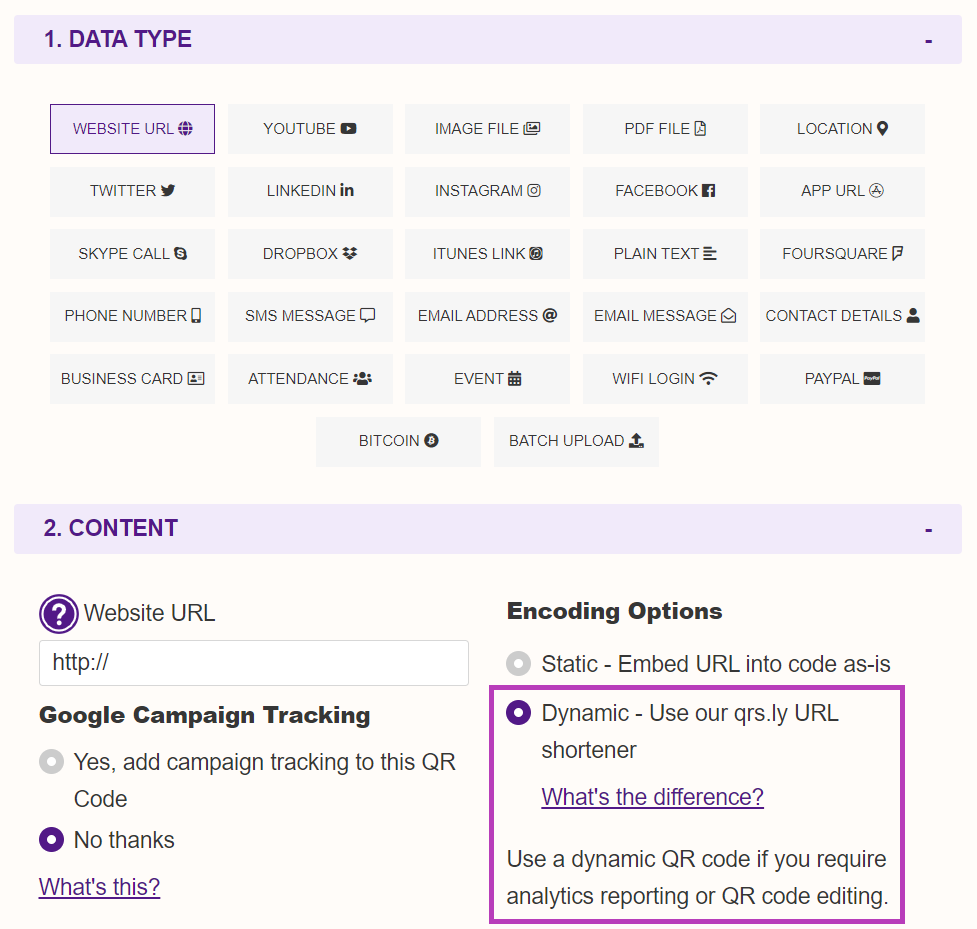 1. DATA TYPE -
WEBSITE URL YOUTUBE IMAGE FILE PDF FILE LOCATION
TWITTER LINKEDIN INSTAGRAM FACEBOOK APP URL
SKYPE CALL DROPBOX ITUNES LINK PLAIN TEXT FOURSQUARE
PHONE NUMBER SMS MESSAGE EMAIL ADDRESS EMAIL MESSAGE CONTACT DETAILS
BUSINESS CARD ATTENDANCE EVENT WIFI LOGIN PAYPAL PayPal
BITCOIN BATCH UPLOAD
2. CONTENT -
? Website URL
http://
Google Campaign Tracking
Yes, add campaign tracking to this QR
Code
No thanks
What's this?
Encoding Options
Static - Embed URL into code as-is
Dynamic - Use our qrs.ly URL
shortener
What's the difference?
Use a dynamic QR code if you require
analytics reporting or QR code editing.